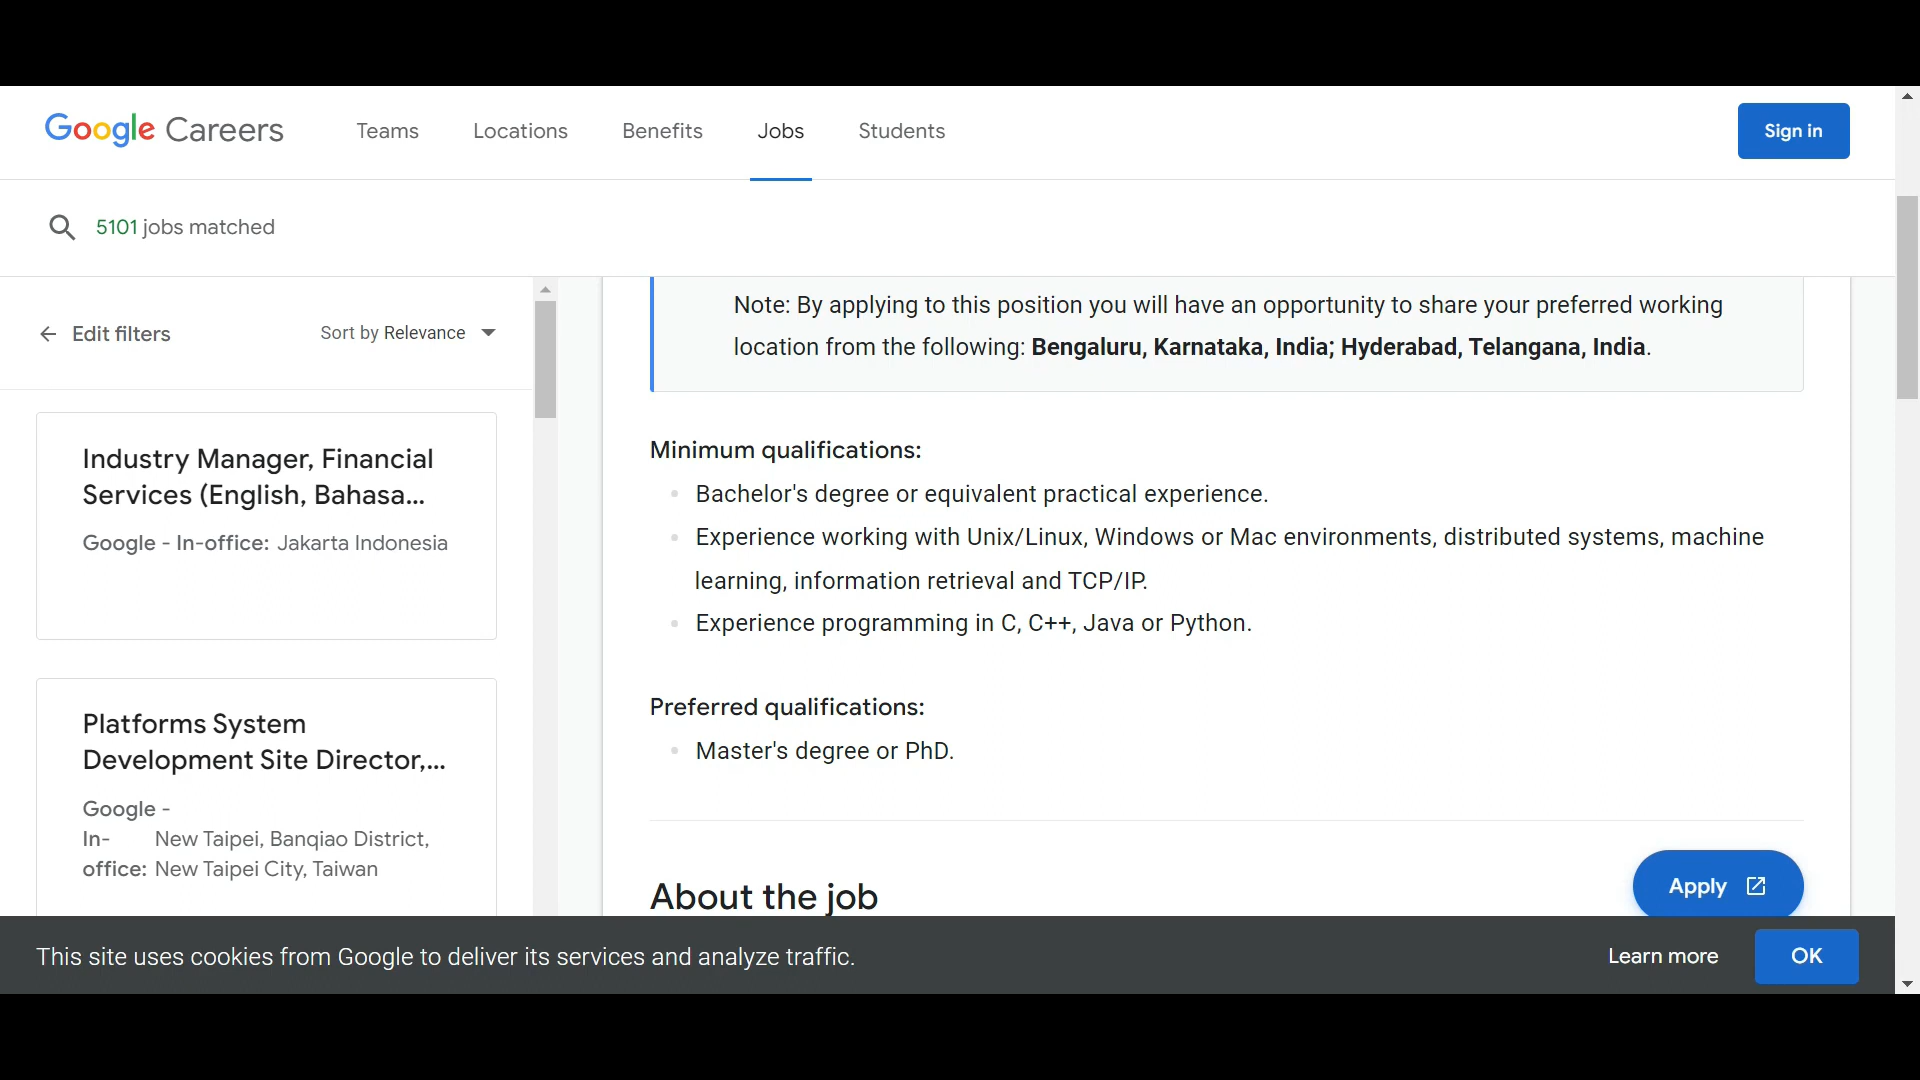 Google Careers
Teams
Locations
Benefits
Jobs
Students
Sign in
5101 jobs matched
Edit filters
Sort by Relevance
Industry Manager, Financial
Services (English, Bahasa...
Google - In-office: Jakarta Indonesia
Platforms System
Development Site Director,...
Google -
In- New Taipei, Banqiao District,
office: New Taipei City, Taiwan
Note: By applying to this position you will have an opportunity to share your preferred working
location from the following: Bengaluru, Karnataka, India; Hyderabad, Telangana, India.
Minimum qualifications:
Bachelor's degree or equivalent practical experience.
Experience working with Unix/Linux, Windows or Mac environments, distributed systems, machine
learning, information retrieval and TCP/IP.
Experience programming in C, C++, Java or Python.
Preferred qualifications:
Master's degree or PhD.
About the job
Apply
This site uses cookies from Google to deliver its services and analyze traffic.
Learn more
OK